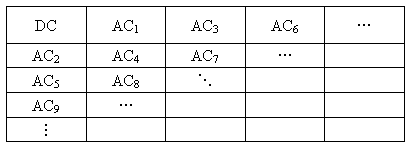 DC AC₁ AC₃ AC₆ ⋯
AC₂ AC₄ AC₇ ⋯
AC₅ AC₈ ⋱
AC₉ ⋯
⋮